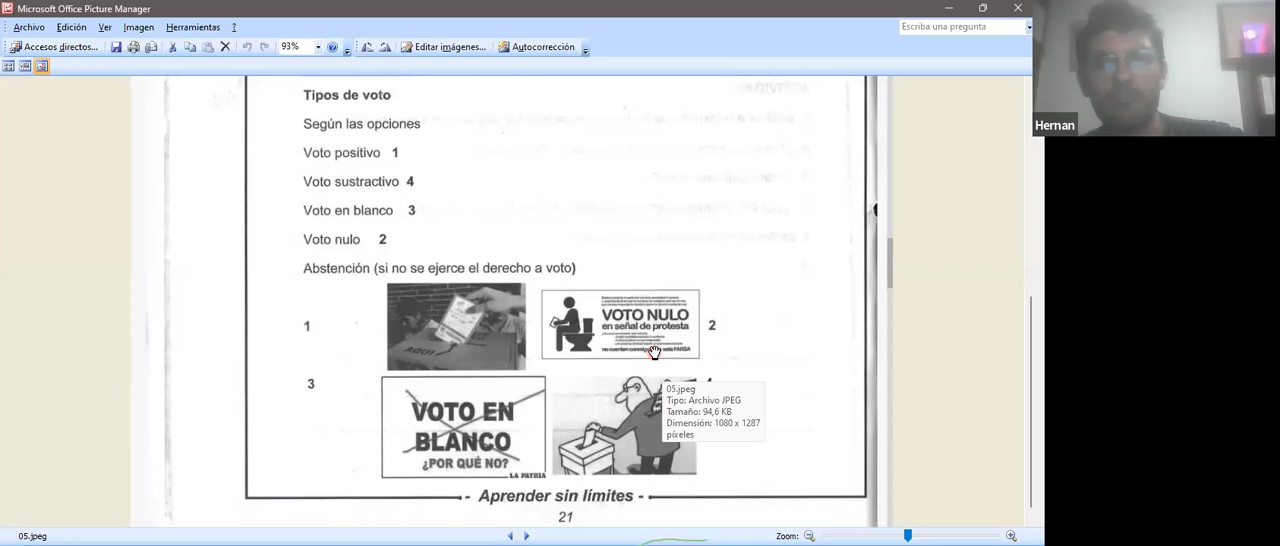 Microsoft Office Picture Manager
Archivo Edición Ver Imagen Herramientas ?
Escriba una pregunta
Accesos directos... 93% Editar imágenes... Autocorrección
Hernan
Tipos de voto
Según las opciones
Voto positivo 1
Voto sustractivo 4
Voto en blanco 3
Voto nulo 2
Abstención (si no se ejerce el derecho a voto)
1
AQUI
VOTO NULO
en señal de protesta
2
3
VOTO EN
BLANCO
¿POR QUÉ NO?
LA PATRIA
05.jpeg
Tipo: Archivo JPEG
Tamaño: 94,6 KB
Dimensión: 1080 x 1287
píxeles
- Aprender sin límites -
21
05.jpeg
Zoom: